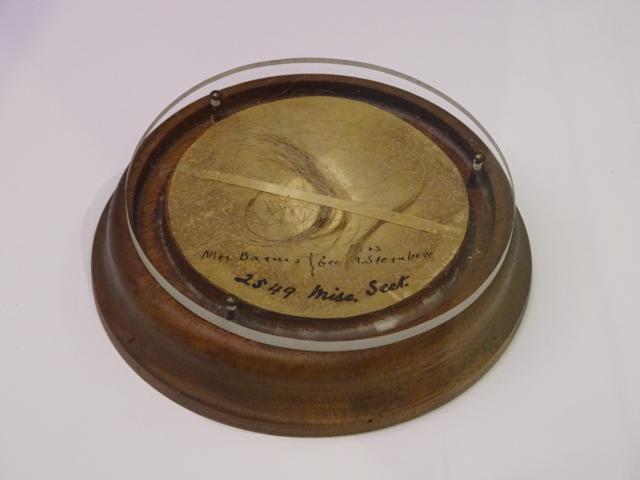 Mrs Barnes { Geo A. Sternberg
2549 Misc. Sect.